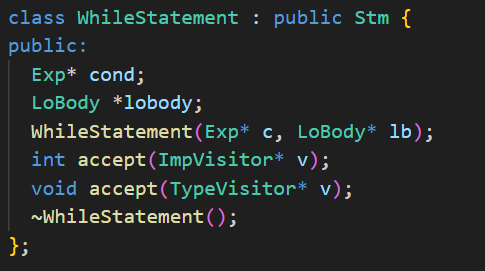 class WhileStatement : public Stm {
public:
  Exp* cond;
  LoBody *lobody;
  WhileStatement(Exp* c, LoBody* lb);
  int accept(ImpVisitor* v);
  void accept(TypeVisitor* v);
  ~WhileStatement();
};